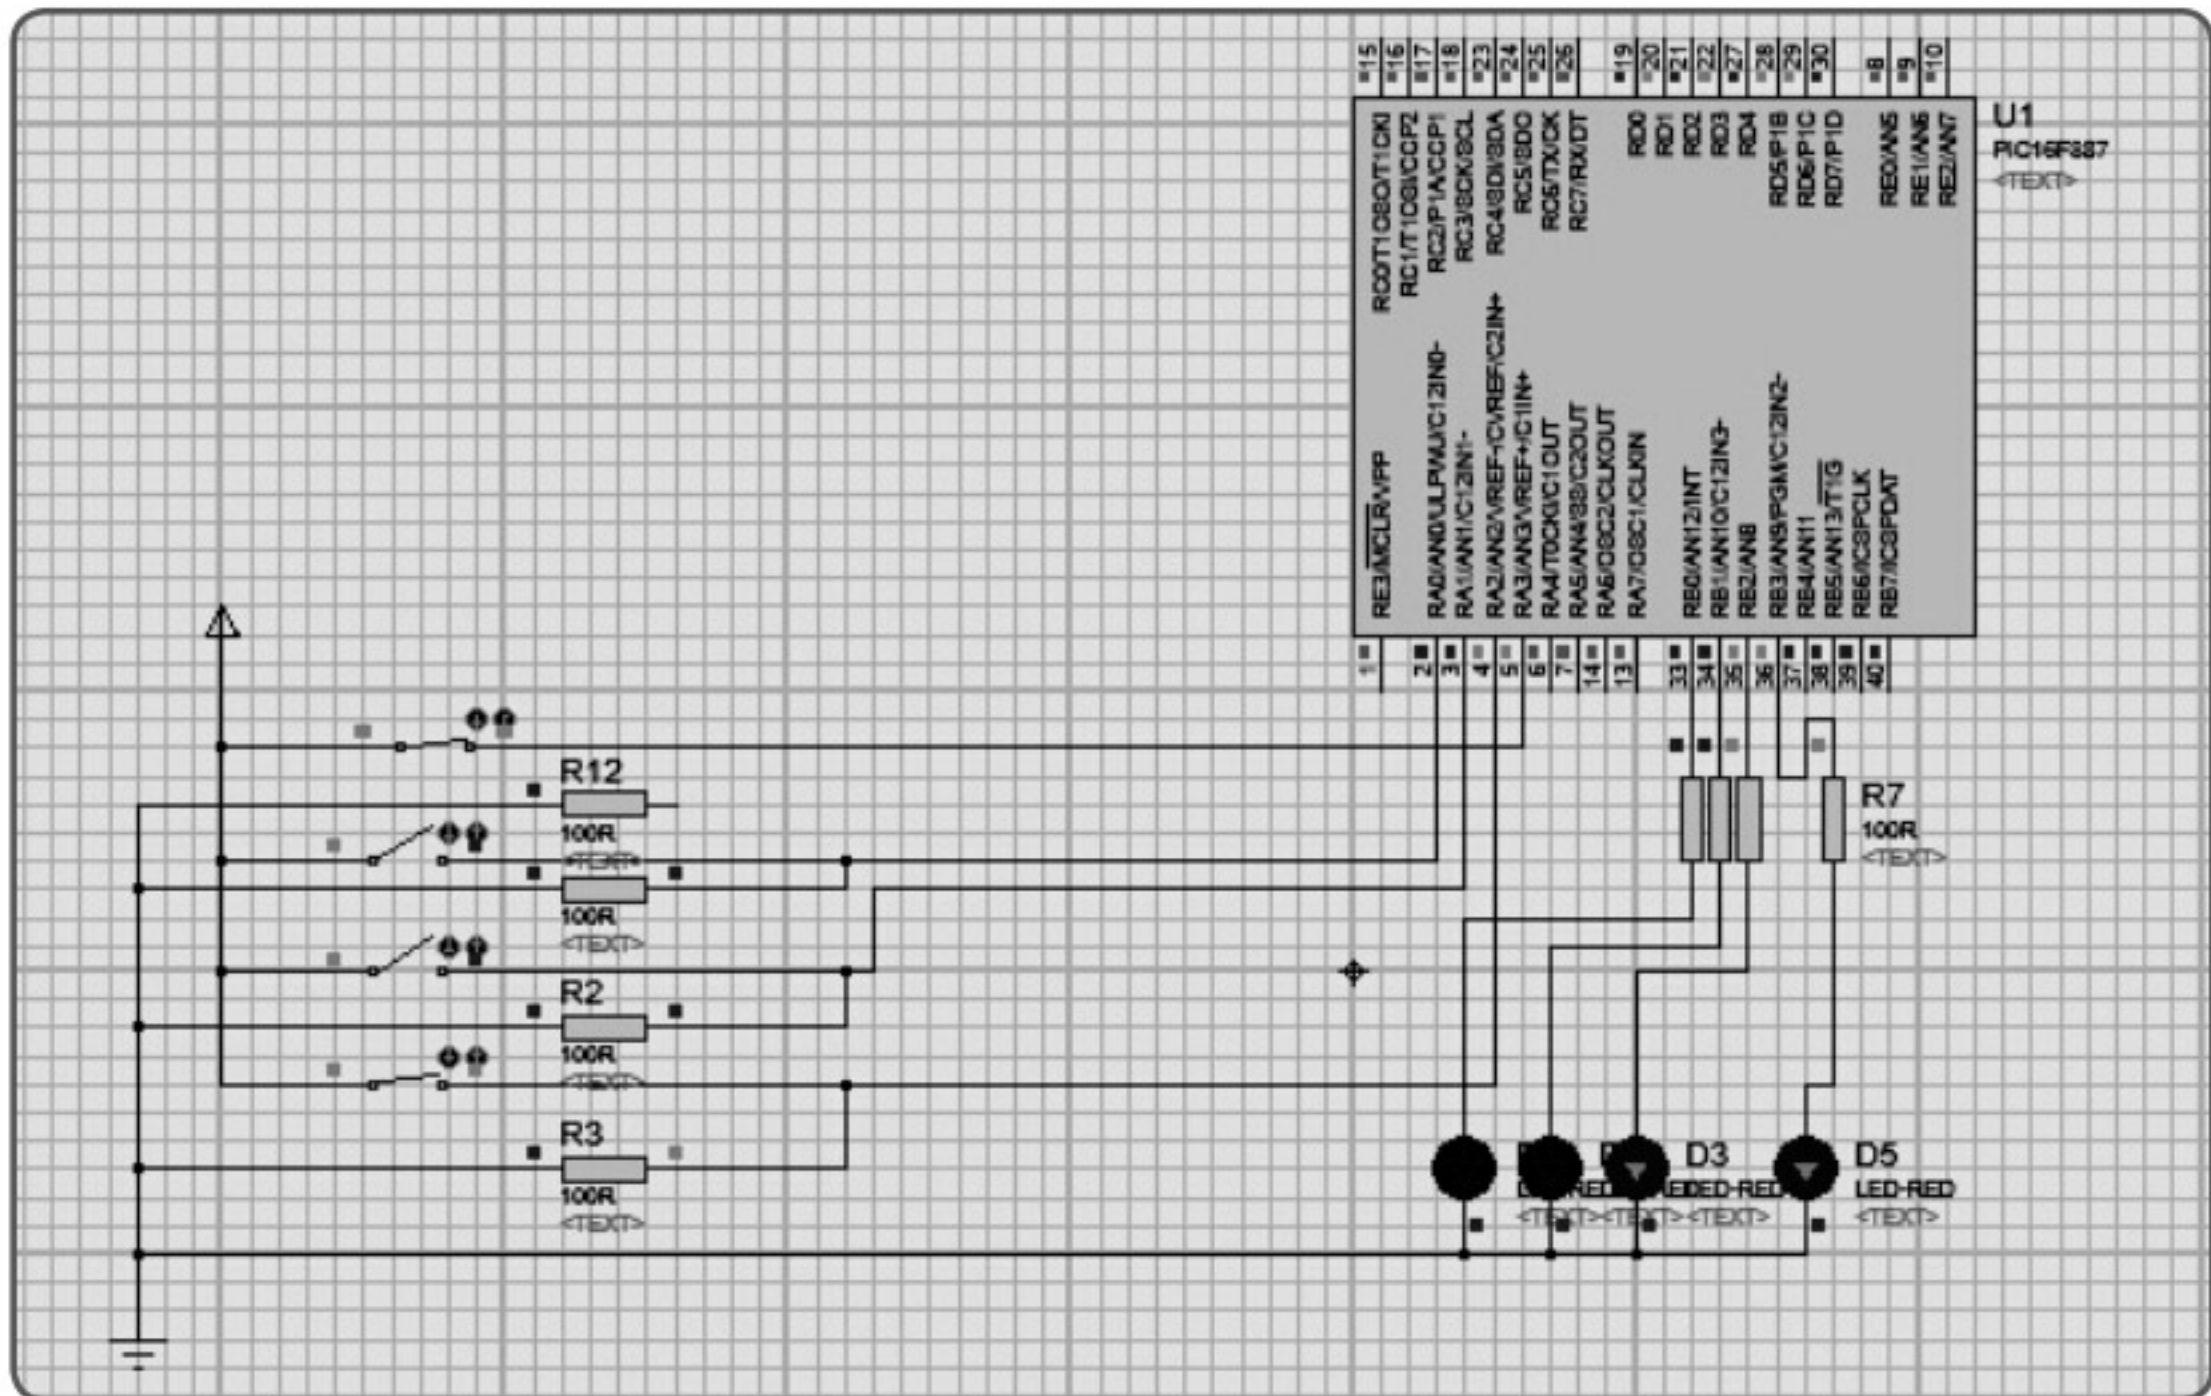 15
16
17
18
23
24
25
26
19
20
21
22
27
28
29
30
8
9
10
RC0/T1OSO/T1CKI
RC1/T1OSI/CCP2
RC2/P1A/CCP1
RC3/SCK/SCL
RC4/SDI/SDA
RC5/SDO
RC6/TX/CK
RC7/RX/DT
RD0
RD1
RD2
RD3
RD4
RD5/P1B
RD6/P1C
RD7/P1D
RE0/AN5
RE1/AN6
RE2/AN7
U1
PIC16F887
<TEXT>
RE3/MCLR/VPP
RA0/AN0/ULPWU/C12IN0-
RA1/AN1/C12IN1-
RA2/AN2/VREF-/CVREF/C2IN+
RA3/AN3/VREF+/C1IN+
RA4/T0CKI/C1OUT
RA5/AN4/SS/C2OUT
RA6/OSC2/CLKOUT
RA7/OSC1/CLKIN
RB0/AN12/INT
RB1/AN10/C12IN3-
RB2/AN8
RB3/AN9/PGM/C12IN2-
RB4/AN11
RB5/AN13/T1G
RB6/ICSPCLK
RB7/ICSPDAT
1
2
3
4
5
6
7
14
13
33
34
35
36
37
38
39
40
R12
100R
<TEXT>
R7
100R
<TEXT>
100R
<TEXT>
R2
100R
<TEXT>
R3
100R
<TEXT>
D3
LED-RED
<TEXT>
<TEXT>
<TEXT>
D5
LED-RED
<TEXT>